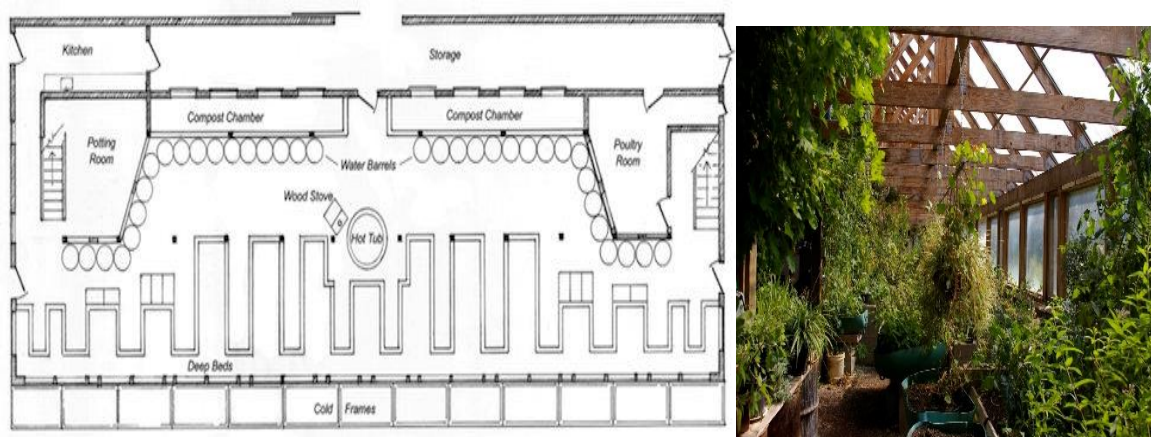 Kitchen
Storage
Compost Chamber
Compost Chamber
Potting
Room
Poultry
Room
Water Barrels
Wood Stove
Hot Tub
Deep Beds
Cold Frames